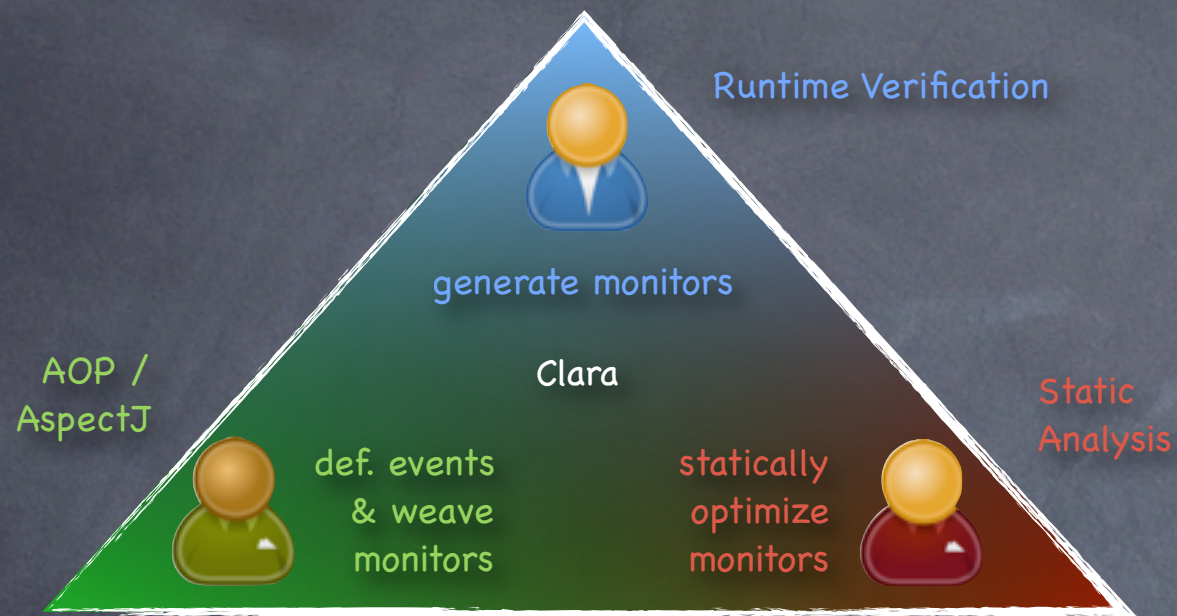 Runtime Verification
generate monitors
Clara
AOP /
AspectJ
def. events
& weave
monitors
statically
optimize
monitors
Static
Analysis